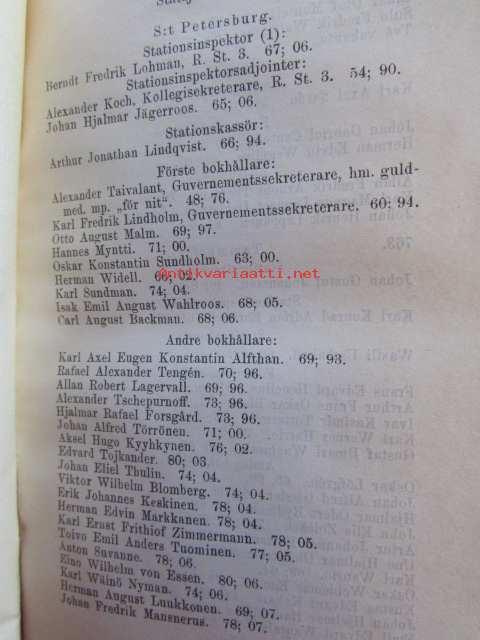 S:t Petersburg.
Stationsinspektor (1):
Berndt Fredrik Lohman, R. St. 3. 67; 06.
Stationsinspektorsadjointer:
Alexander Koch, Kollegisekreterare, R. St. 3. 54; 90.
Johan Hjalmar Jägerroos. 65; 06.
Stationskassör:
Arthur Jonathan Lindqvist. 66; 94.
Förste bokhållare:
Alexander Taivalant, Guvernementssekreterare, hm. guld-
med. mp. „för nit". 48; 76.
Karl Fredrik Lindholm, Guvernementssekreterare. 60: 94.
Otto August Malm. 69; 97.
Hannes Myntti. 71; 00.
Oskar Konstantin Sundholm. 63; 00.
Antikvariaatti.net
Herman Widell. 02.
Karl Sundman. 74; 04.
Isak Emil August Wahlroos. 68; 05.
Carl August Backman. 68; 06.
Andre bokhållare:
Karl Axel Eugen Konstantin Alfthan. 69; 93.
Rafael Alexander Tengén. 70; 96.
Allan Robert Lagervall. 69; 96.
Alexander Tschepurnoff. 73; 96.
Hjalmar Rafael Forsgård. 73; 96.
Johan Alfred Törrönen. 71; 00.
Aksel Hugo Kyyhkynen. 76; 02.
Edvard Tojkander. 80; 03.
Johan Eliel Thulin. 74; 04.
Viktor Wilhelm Blomberg. 74; 04.
Erik Johannes Keskinen. 78; 04.
Herman Edvin Markkanen. 78; 04.
Karl Ernst Frithiof Zimmermann. 78; 05.
Toivo Emil Anders Tuominen. 77; 05.
Anton Suvanne. 78; 06.
Eino Wilhelm von Essen. 80; 06.
Karl Wäinö Nyman. 74; 06.
Herman August Luukkonen. 69; 07.
Johan Fredrik Mansnerus. 78; 07.